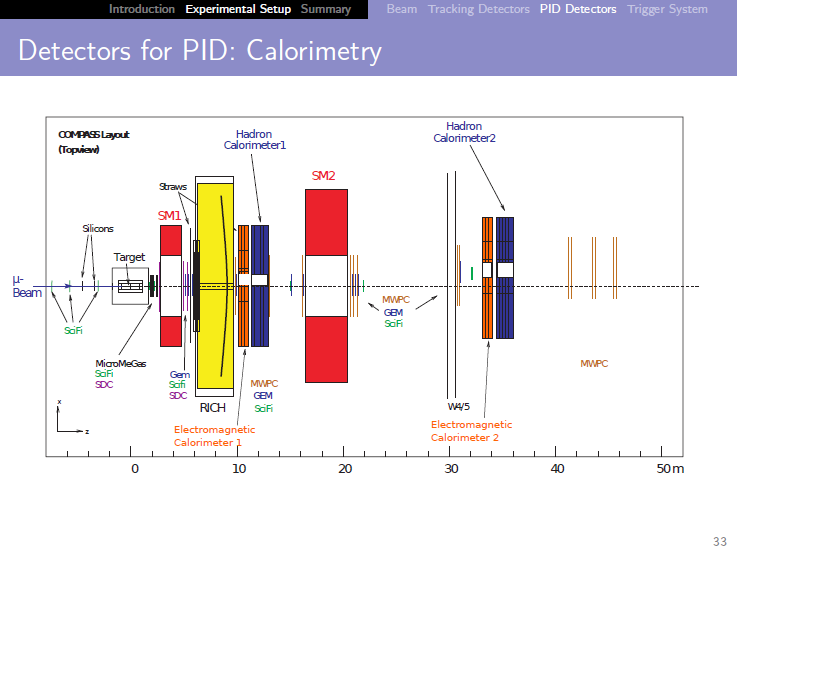 Introduction Experimental Setup Summary
Beam Tracking Detectors PID Detectors Trigger System
Detectors for PID: Calorimetry
COMPASS Layout
(Topview)
Hadron
Calorimeter1
Hadron
Calorimeter2
SM2
Straws
SM1
Silicons
Target
μ-
Beam
SciFi
MWPC
GEM
SciFi
MicroMeGas
SciFi
SDC
Gem
Scifi
SDC
MWPC
GEM
SciFi
MWPC
RICH
W4/5
Electromagnetic
Calorimeter 1
Electromagnetic
Calorimeter 2
x
z
0 10 20 30 40 50 m
33